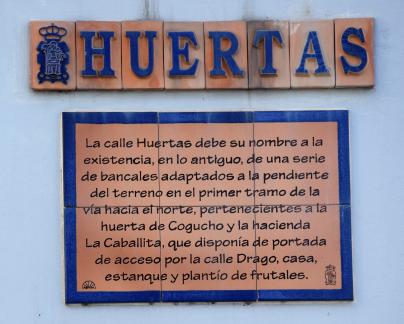 HUERTAS
La calle Huertas debe su nombre a la
existencia, en lo antiguo, de una serie
de bancales adaptados a la pendiente
del terreno en el primer tramo de la
vía hacia el norte, pertenecientes a la
huerta de Cogucho y la hacienda
La Caballita, que disponía de portada
de acceso por la calle Drago, casa,
estanque y plantío de frutales.